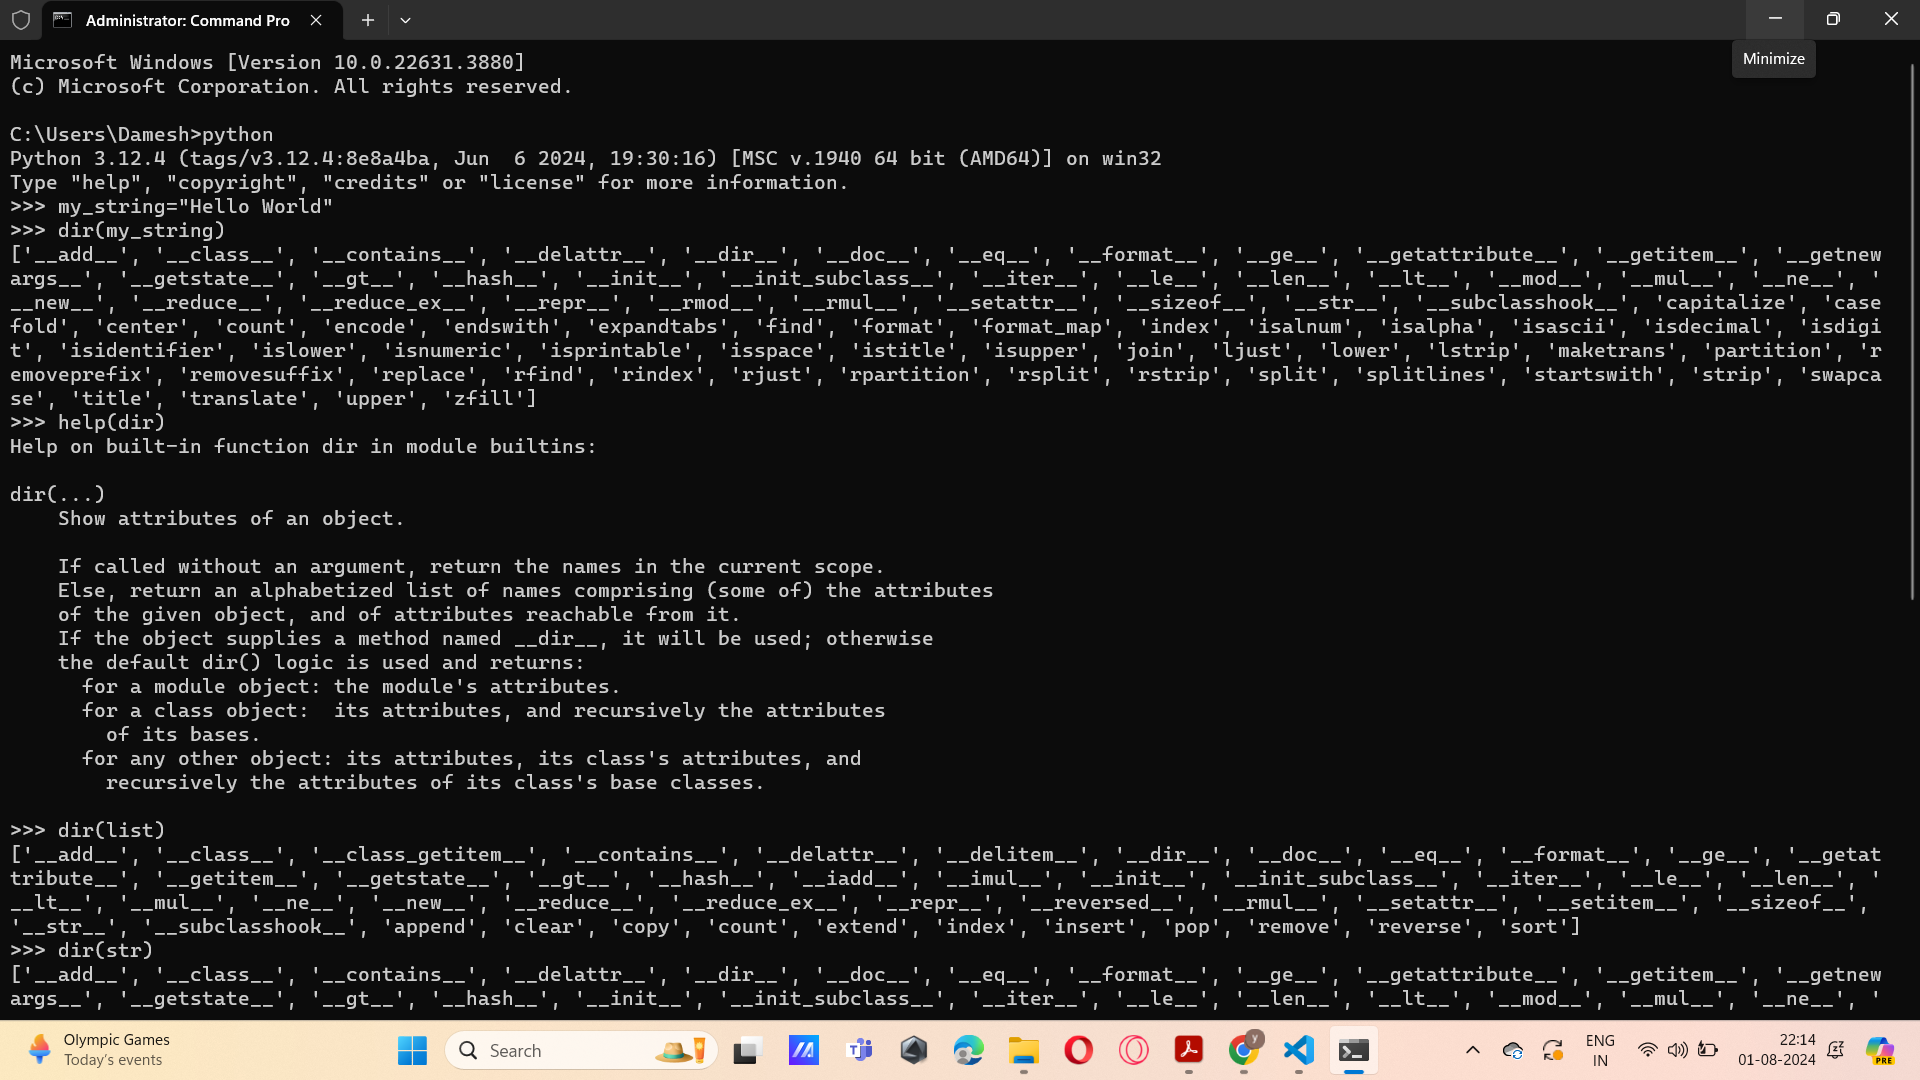 Administrator: Command Pro
Minimize
Microsoft Windows [Version 10.0.22631.3880]
(c) Microsoft Corporation. All rights reserved.
C:\Users\Damesh>python
Python 3.12.4 (tags/v3.12.4:8e8a4ba, Jun  6 2024, 19:30:16) [MSC v.1940 64 bit (AMD64)] on win32
Type "help", "copyright", "credits" or "license" for more information.
>>> my_string="Hello World"
>>> dir(my_string)
['__add__', '__class__', '__contains__', '__delattr__', '__dir__', '__doc__', '__eq__', '__format__', '__ge__', '__getattribute__', '__getitem__', '__getnew
args__', '__getstate__', '__gt__', '__hash__', '__init__', '__init_subclass__', '__iter__', '__le__', '__len__', '__lt__', '__mod__', '__mul__', '__ne__', '
__new__', '__reduce__', '__reduce_ex__', '__repr__', '__rmod__', '__rmul__', '__setattr__', '__sizeof__', '__str__', '__subclasshook__', 'capitalize', 'case
fold', 'center', 'count', 'encode', 'endswith', 'expandtabs', 'find', 'format', 'format_map', 'index', 'isalnum', 'isalpha', 'isascii', 'isdecimal', 'isdigi
t', 'isidentifier', 'islower', 'isnumeric', 'isprintable', 'isspace', 'istitle', 'isupper', 'join', 'ljust', 'lower', 'lstrip', 'maketrans', 'partition', 'r
emoveprefix', 'removesuffix', 'replace', 'rfind', 'rindex', 'rjust', 'rpartition', 'rsplit', 'rstrip', 'split', 'splitlines', 'startswith', 'strip', 'swapca
se', 'title', 'translate', 'upper', 'zfill']
>>> help(dir)
Help on built-in function dir in module builtins:
dir(...)
    Show attributes of an object.
    If called without an argument, return the names in the current scope.
    Else, return an alphabetized list of names comprising (some of) the attributes
    of the given object, and of attributes reachable from it.
    If the object supplies a method named __dir__, it will be used; otherwise
    the default dir() logic is used and returns:
      for a module object: the module's attributes.
      for a class object:  its attributes, and recursively the attributes
        of its bases.
      for any other object: its attributes, its class's attributes, and
        recursively the attributes of its class's base classes.
>>> dir(list)
['__add__', '__class__', '__class_getitem__', '__contains__', '__delattr__', '__delitem__', '__dir__', '__doc__', '__eq__', '__format__', '__ge__', '__getat
tribute__', '__getitem__', '__getstate__', '__gt__', '__hash__', '__iadd__', '__imul__', '__init__', '__init_subclass__', '__iter__', '__le__', '__len__', '
__lt__', '__mul__', '__ne__', '__new__', '__reduce__', '__reduce_ex__', '__repr__', '__reversed__', '__rmul__', '__setattr__', '__setitem__', '__sizeof__',
'__str__', '__subclasshook__', 'append', 'clear', 'copy', 'count', 'extend', 'index', 'insert', 'pop', 'remove', 'reverse', 'sort']
>>> dir(str)
['__add__', '__class__', '__contains__', '__delattr__', '__dir__', '__doc__', '__eq__', '__format__', '__ge__', '__getattribute__', '__getitem__', '__getnew
args__', '__getstate__', '__gt__', '__hash__', '__init__', '__init_subclass__', '__iter__', '__le__', '__len__', '__lt__', '__mod__', '__mul__', '__ne__', '
Olympic Games
Today's events
Search
y
ENG
IN
22:14
01-08-2024
PRE